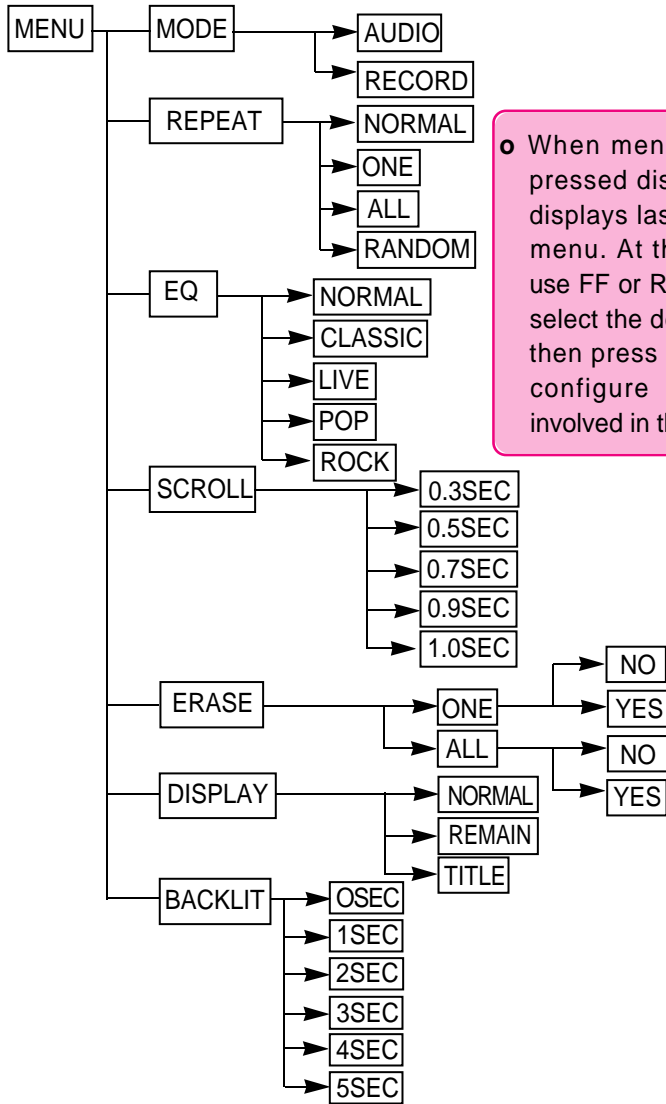 MENU
MODE
AUDIO
RECORD
REPEAT
NORMAL
ONE
ALL
RANDOM
EQ
NORMAL
CLASSIC
LIVE
POP
ROCK
SCROLL
0.3SEC
0.5SEC
0.7SEC
0.9SEC
1.0SEC
ERASE
ONE
NO
YES
ALL
NO
YES
DISPLAY
NORMAL
REMAIN
TITLE
BACKLIT
OSEC
1SEC
2SEC
3SEC
4SEC
5SEC
o When men
pressed dis
displays las
menu. At th
use FF or R
select the d
then press
configure
involved in t